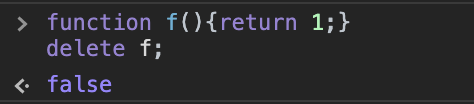 > function f(){return 1;}
delete f;
<· false